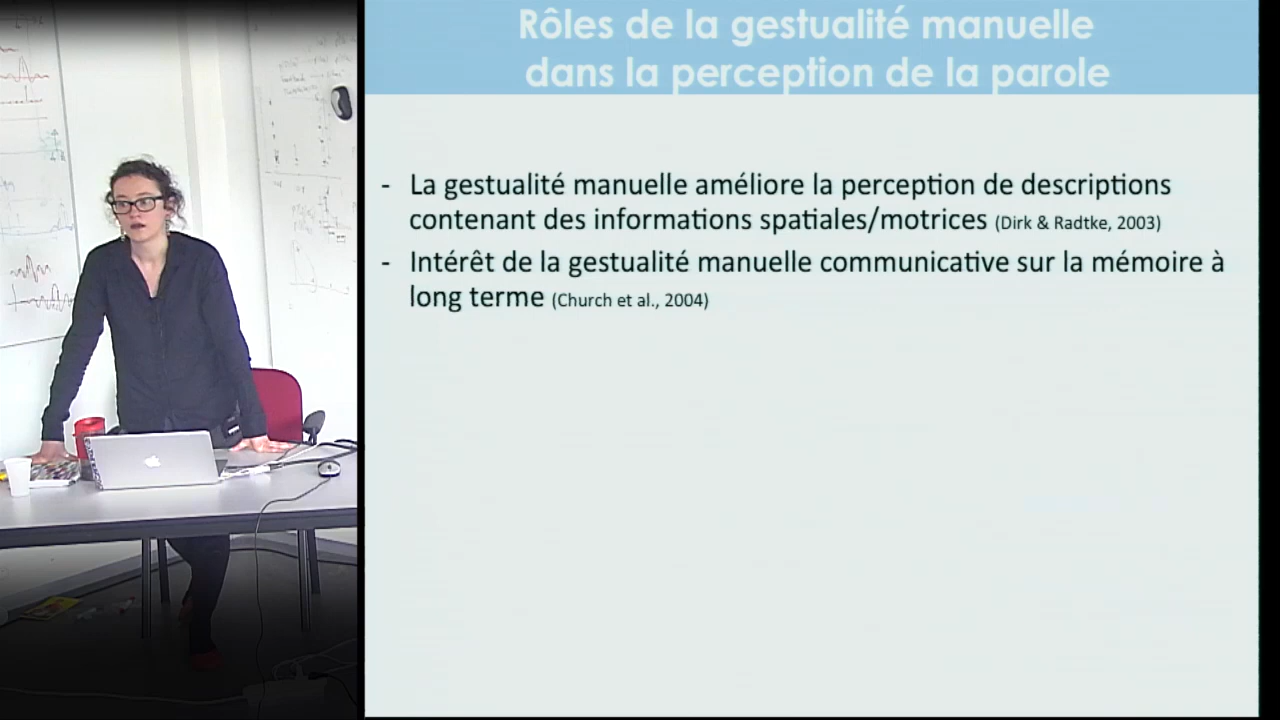 Rôles de la gestualité manuelle
dans la perception de la parole
- La gestualité manuelle améliore la perception de descriptions
contenant des informations spatiales/motrices (Dirk & Radtke, 2003)
- Intérêt de la gestualité manuelle communicative sur la mémoire à
long terme (Church et al., 2004)